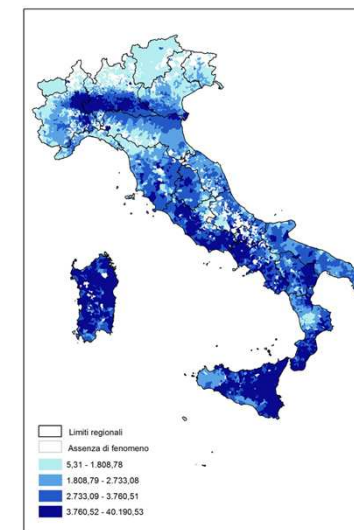 Limiti regionali
Assenza di fenomeno
5,31 - 1.808,78
1.808,79 - 2.733,08
2.733,09 - 3.760,51
3.760,52 - 40.190,53